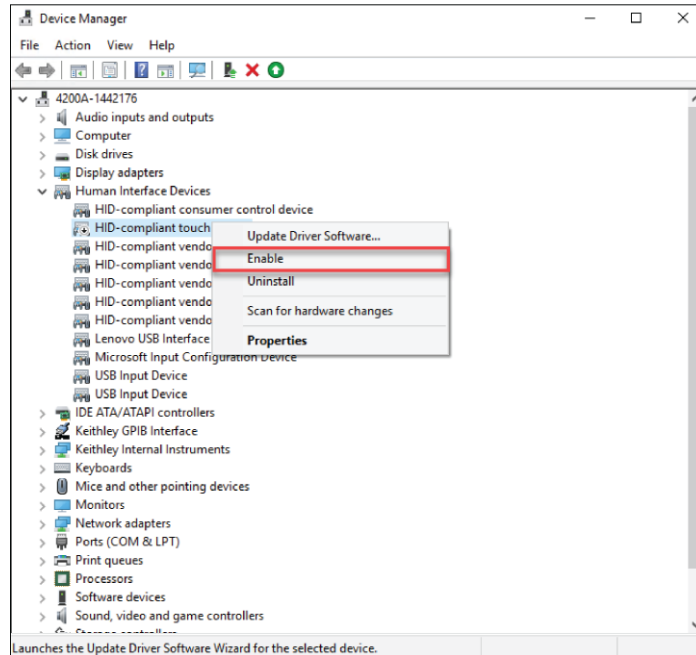 Device Manager
File Action View Help
4200A-1442176
Audio inputs and outputs
Computer
Disk drives
Display adapters
Human Interface Devices
HID-compliant consumer control device
HID-compliant touch
Update Driver Software...
HID-compliant vendo
Enable
HID-compliant vendo
Uninstall
HID-compliant vendo
HID-compliant vendo
Scan for hardware changes
HID-compliant vendo
Lenovo USB Interface
Properties
Microsoft Input Configuration Device
USB Input Device
USB Input Device
IDE ATA/ATAPI controllers
Keithley GPIB Interface
Keithley Internal Instruments
Keyboards
Mice and other pointing devices
Monitors
Network adapters
Ports (COM & LPT)
Print queues
Processors
Software devices
Sound, video and game controllers
Storage controllers
Launches the Update Driver Software Wizard for the selected device.